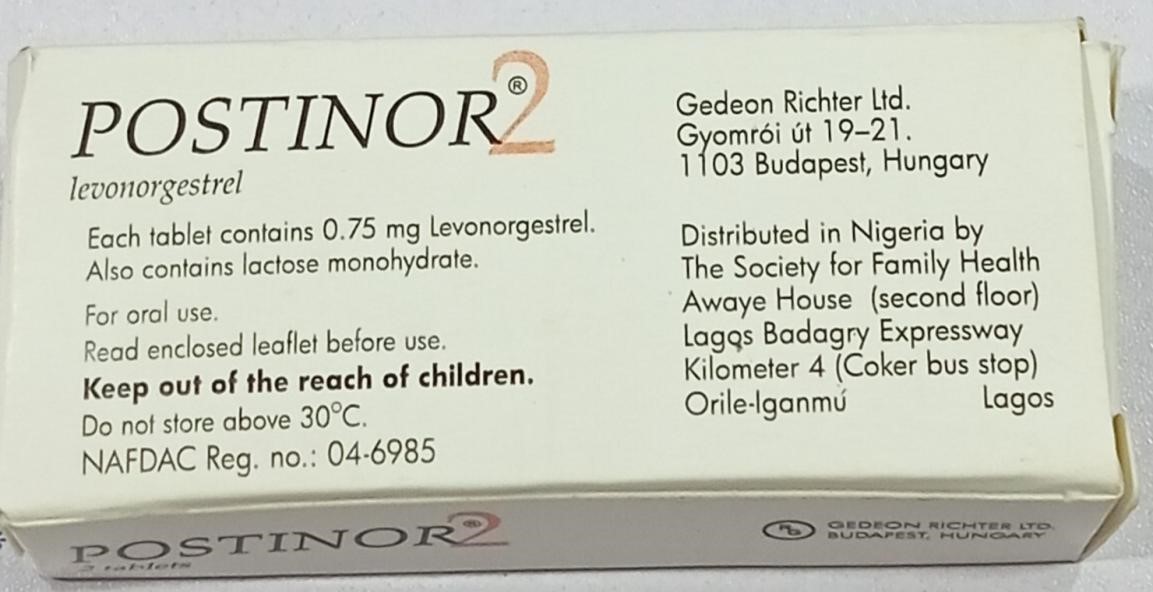 POSTINOR®2
levonorgestrel
Each tablet contains 0.75 mg Levonorgestrel.
Also contains lactose monohydrate.
For oral use.
Read enclosed leaflet before use.
Keep out of the reach of children.
Do not store above 30°C.
NAFDAC Reg. no.: 04-6985
Gedeon Richter Ltd.
Gyomrói út 19–21.
1103 Budapest, Hungary
Distributed in Nigeria by
The Society for Family Health
Awaye House (second floor)
Lagos Badagry Expressway
Kilometer 4 (Coker bus stop)
Orile-Iganmú Lagos
POSTINOR®2
2 tablets
GEDEON RICHTER LTD.
BUDAPEST, HUNGARY